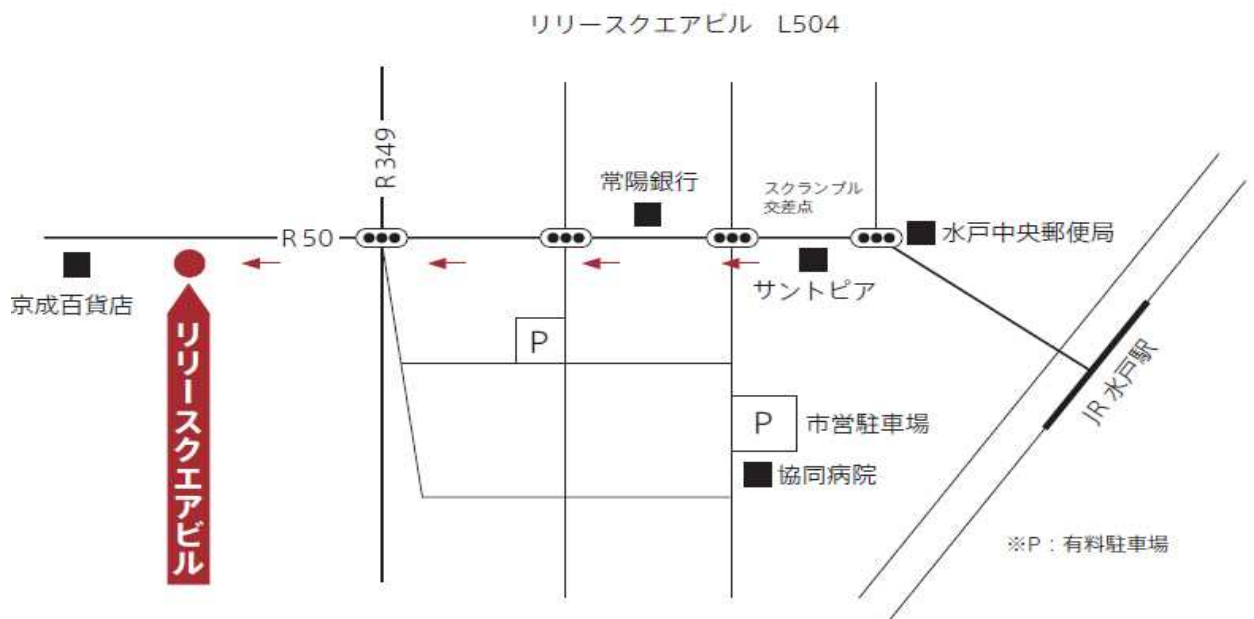 リリースクエアビル　L504
R349
常陽銀行
スクランブル
交差点
R50
水戸中央郵便局
サントピア
京成百貨店
リリースクエアビル
P
JR 水戸駅
P
市営駐車場
協同病院
※P：有料駐車場